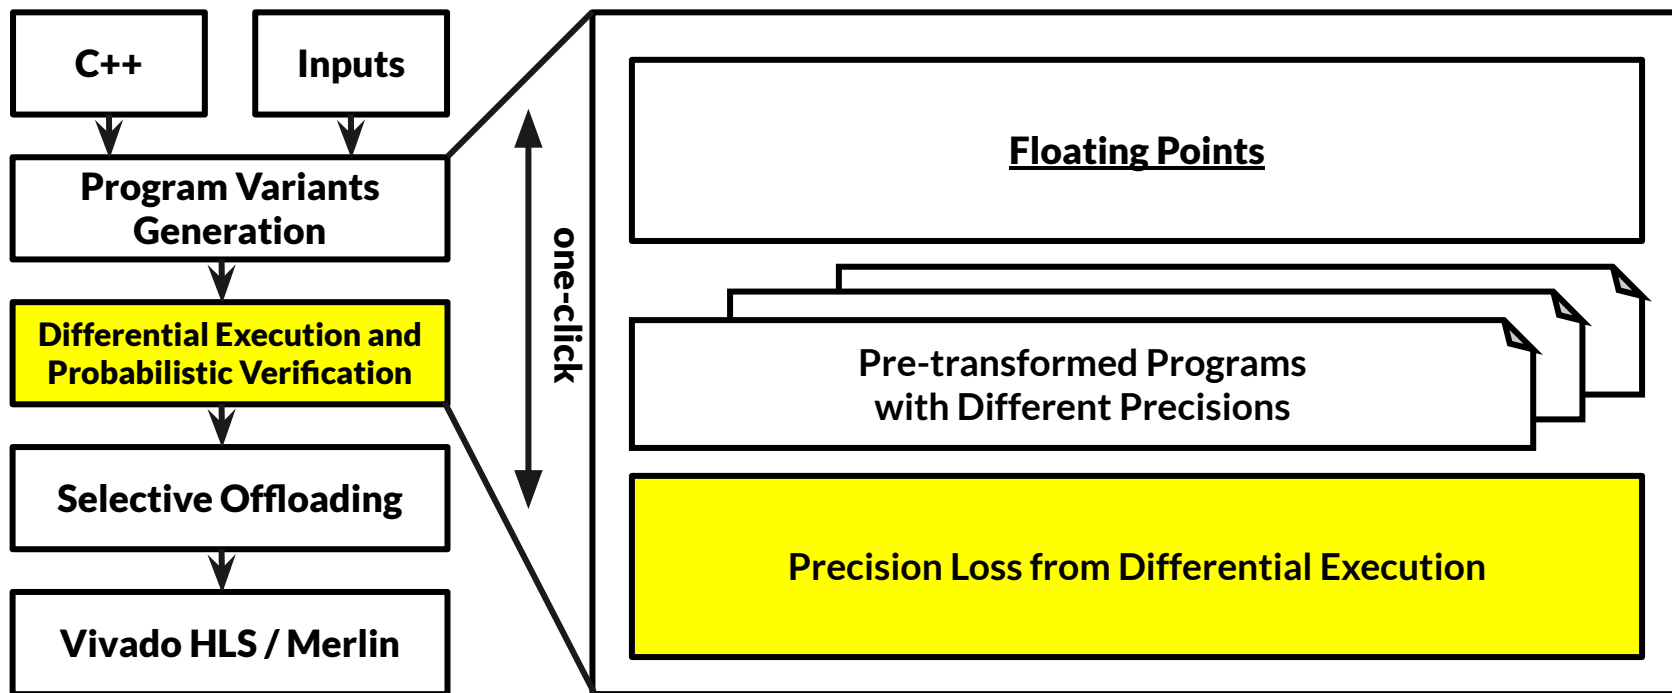 C++
Inputs
Program Variants
Generation
Differential Execution and
Probabilistic Verification
Selective Offloading
Vivado HLS / Merlin
one-click
Floating Points
Pre-transformed Programs
with Different Precisions
Precision Loss from Differential Execution